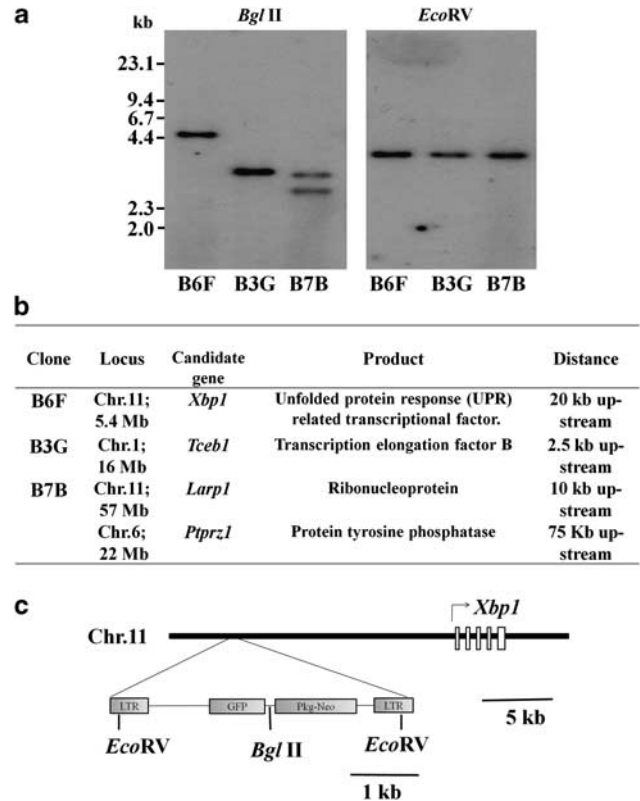 a
Bgl II
EcoRV
kb
23.1
9.4
6.7
4.4
2.3
2.0
B6F B3G B7B
B6F B3G B7B
b
Clone Locus Candidate gene Product Distance
B6F Chr.11; Xbp1 Unfolded protein response (UPR) 20 kb up-
5.4 Mb related transcriptional factor. stream
B3G Chr.1; Tceb1 Transcription elongation factor B 2.5 kb up-
16 Mb stream
B7B Chr.11; Larp1 Ribonucleoprotein 10 kb up-
57 Mb stream
Chr.6; Ptprz1 Protein tyrosine phosphatase 75 Kb up-
22 Mb stream
c
Xbp1
Chr.11
LTR GFP Pkg-Neo LTR
5 kb
EcoRV Bgl II EcoRV
1 kb